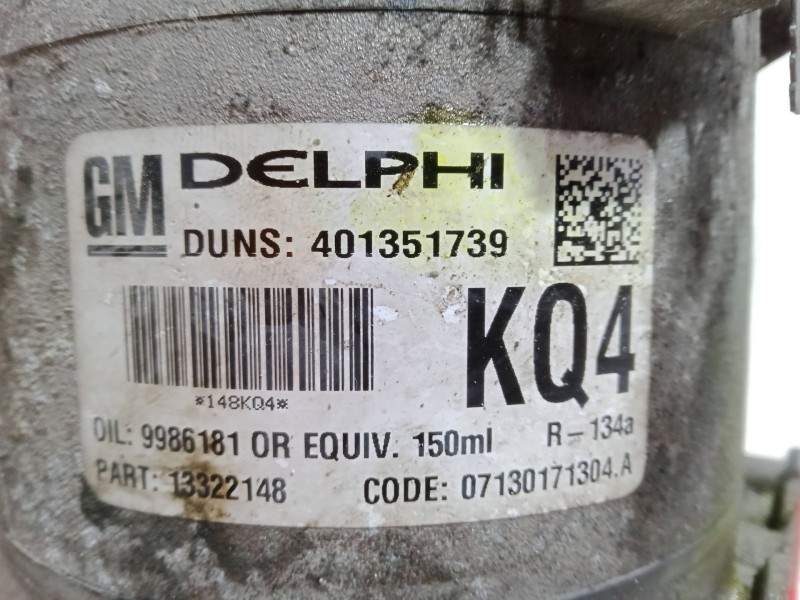 GM DELPHI
DUNS: 401351739
KQ4
*148KQ4*
OIL: 9986181 OR EQUIV. 150ml R-134a
PART: 13322148 CODE: 07130171304.A